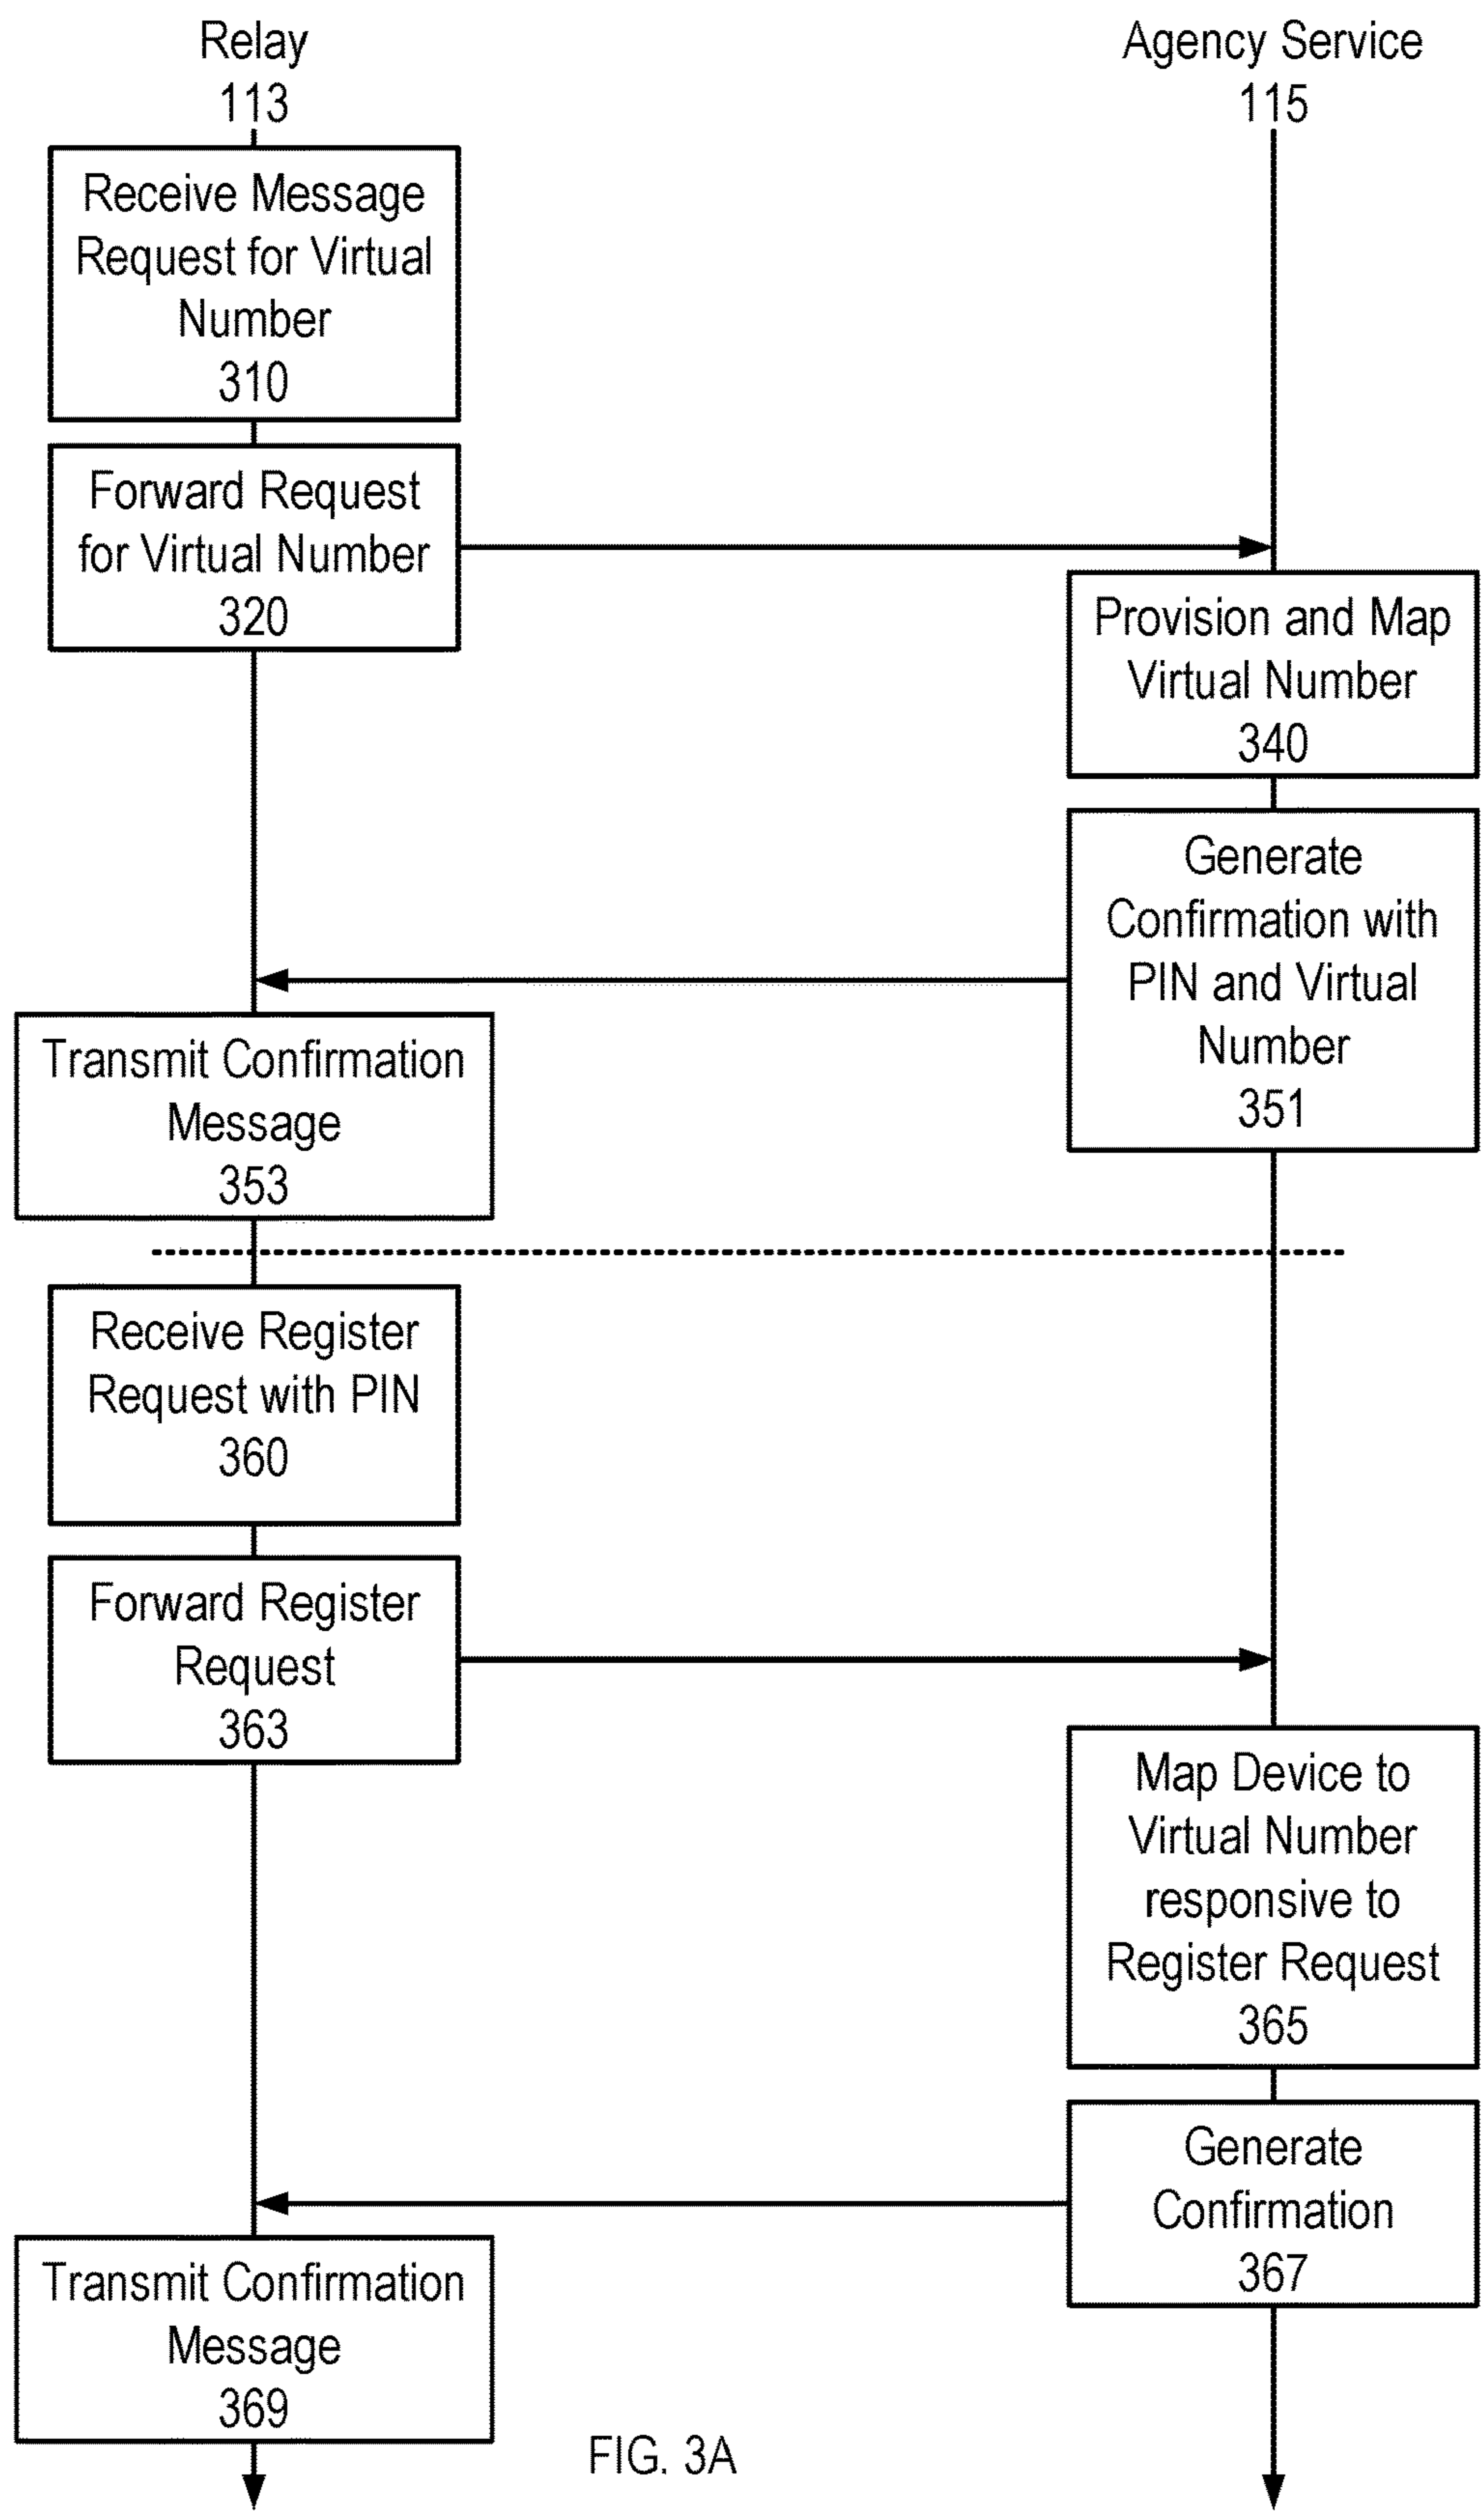 Relay
113
Agency Service
115
Receive Message
Request for Virtual
Number
310
Forward Request
for Virtual Number
320
Provision and Map
Virtual Number
340
Generate
Confirmation with
PIN and Virtual
Number
351
Transmit Confirmation
Message
353
Receive Register
Request with PIN
360
Forward Register
Request
363
Map Device to
Virtual Number
responsive to
Register Request
365
Generate
Confirmation
367
Transmit Confirmation
Message
369
FIG. 3A